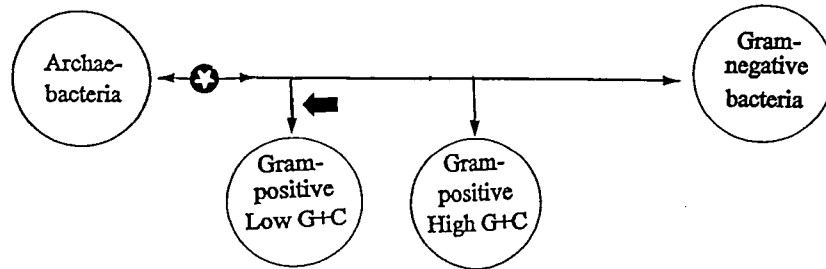 Archae-
bacteria
Gram-
negative
bacteria
Gram-
positive
Low G+C
Gram-
positive
High G+C